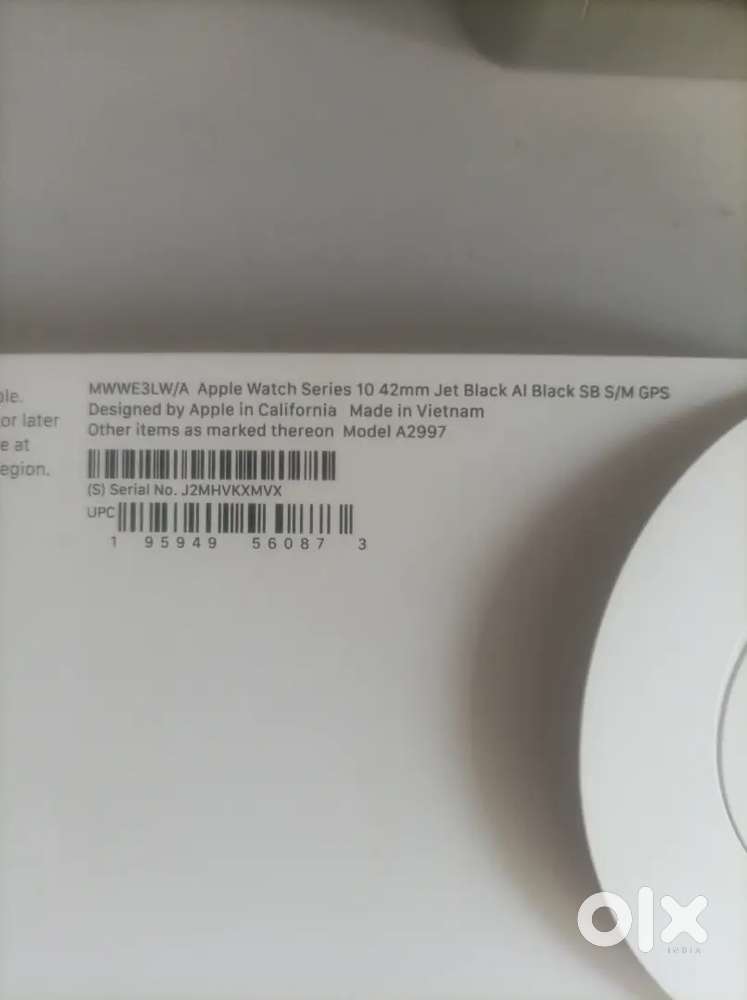 ple.
or later
e at
egion.
MWWE3LW/A Apple Watch Series 10 42mm Jet Black Al Black SB S/M GPS
Designed by Apple in California Made in Vietnam
Other items as marked thereon Model A2997
(S) Serial No. J2MHVKXMVX
UPC
1 95949 56087 3
olx
INDIA